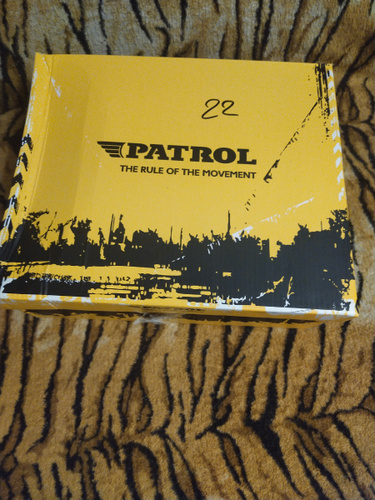 22
PATROL
THE RULE OF THE MOVEMENT